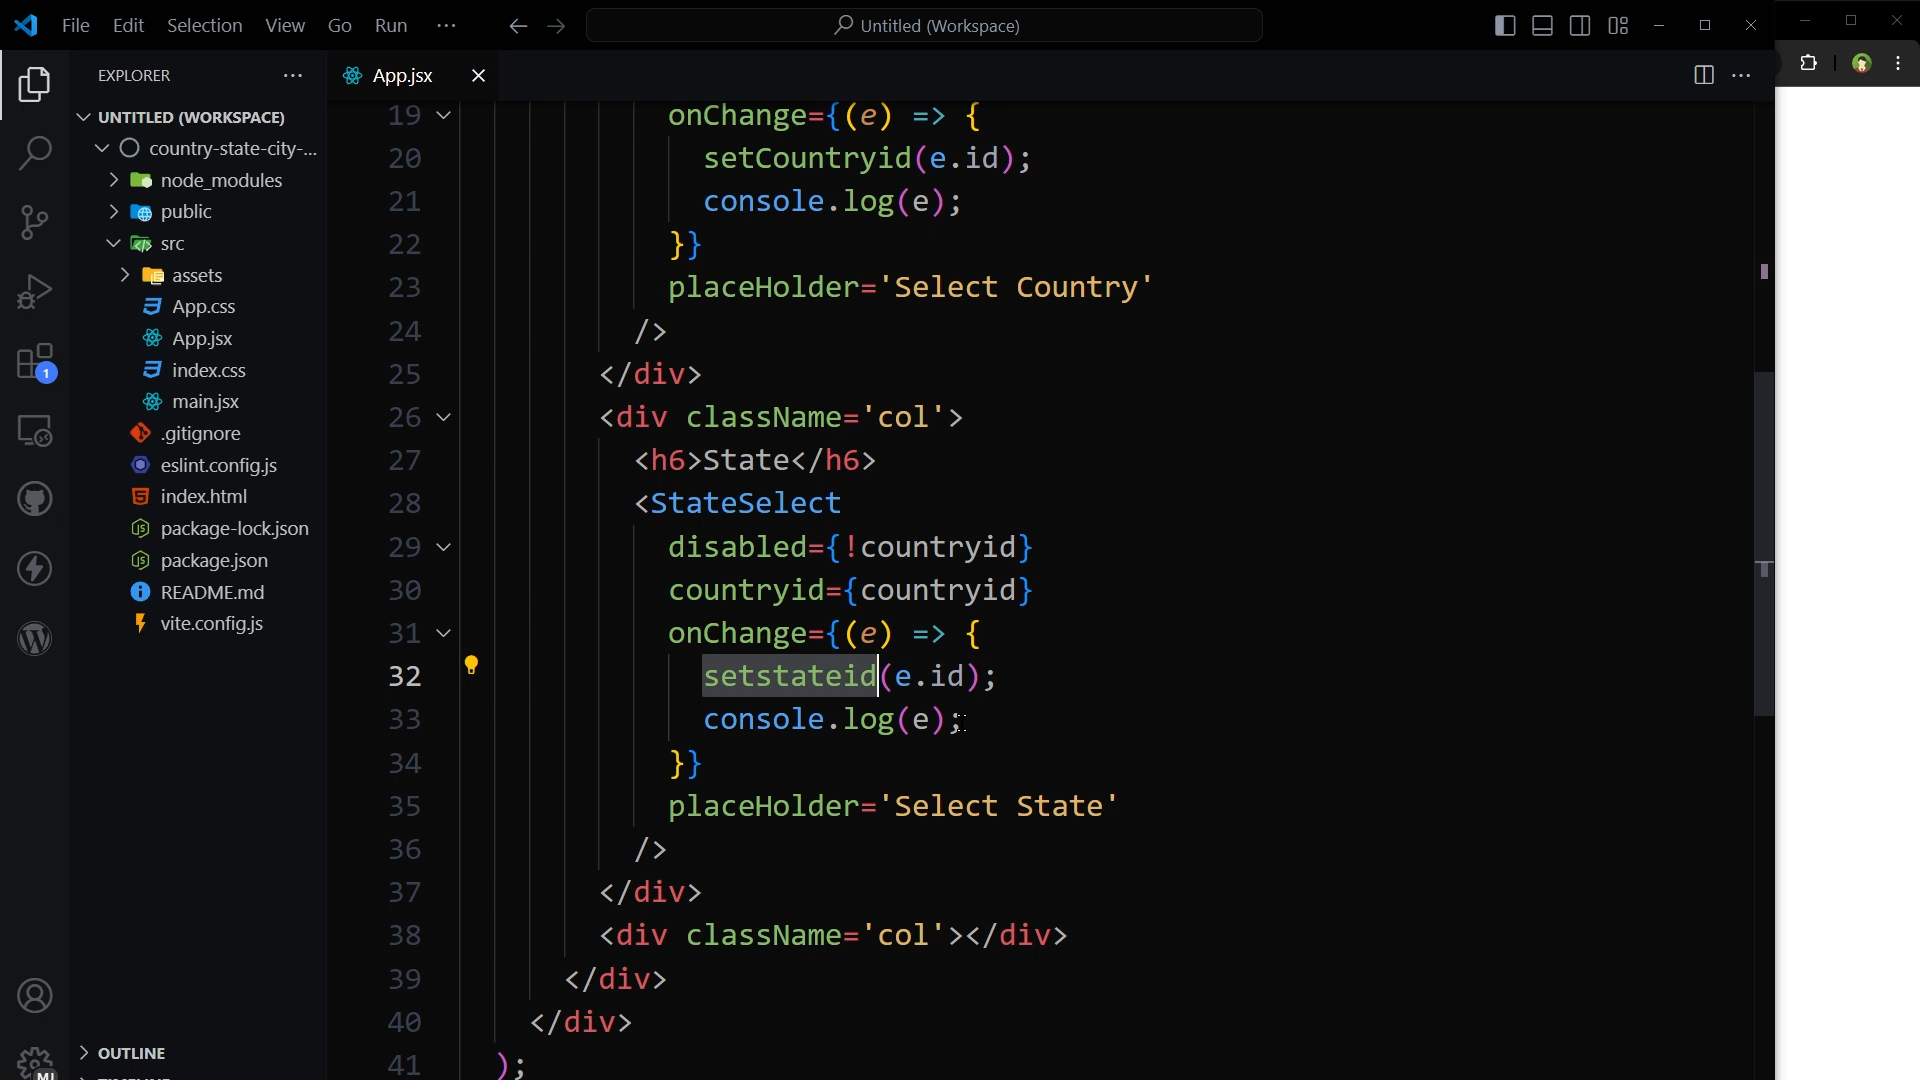 File Edit Selection View Go Run ··· Untitled (Workspace)
EXPLORER ···
App.jsx
UNTITLED (WORKSPACE)
country-state-city-...
node_modules
public
src
assets
App.css
App.jsx
index.css
main.jsx
.gitignore
eslint.config.js
index.html
package-lock.json
package.json
README.md
vite.config.js
OUTLINE
1
19 onChange={(e) => {
20 setCountryid(e.id);
21 console.log(e);
22 }}
23 placeHolder='Select Country'
24 />
25 </div>
26 <div className='col'>
27 <h6>State</h6>
28 <StateSelect
29 disabled={!countryid}
30 countryid={countryid}
31 onChange={(e) => {
32 setstateid(e.id);
33 console.log(e);
34 }}
35 placeHolder='Select State'
36 />
37 </div>
38 <div className='col'></div>
39 </div>
40 </div>
41 );